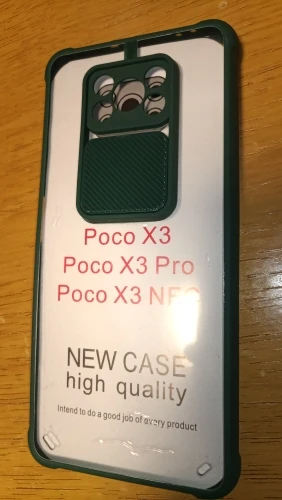 Poco X3
Poco X3 Pro
Poco X3 NFC
NEW CASE
high quality
Intend to do a good job of every product